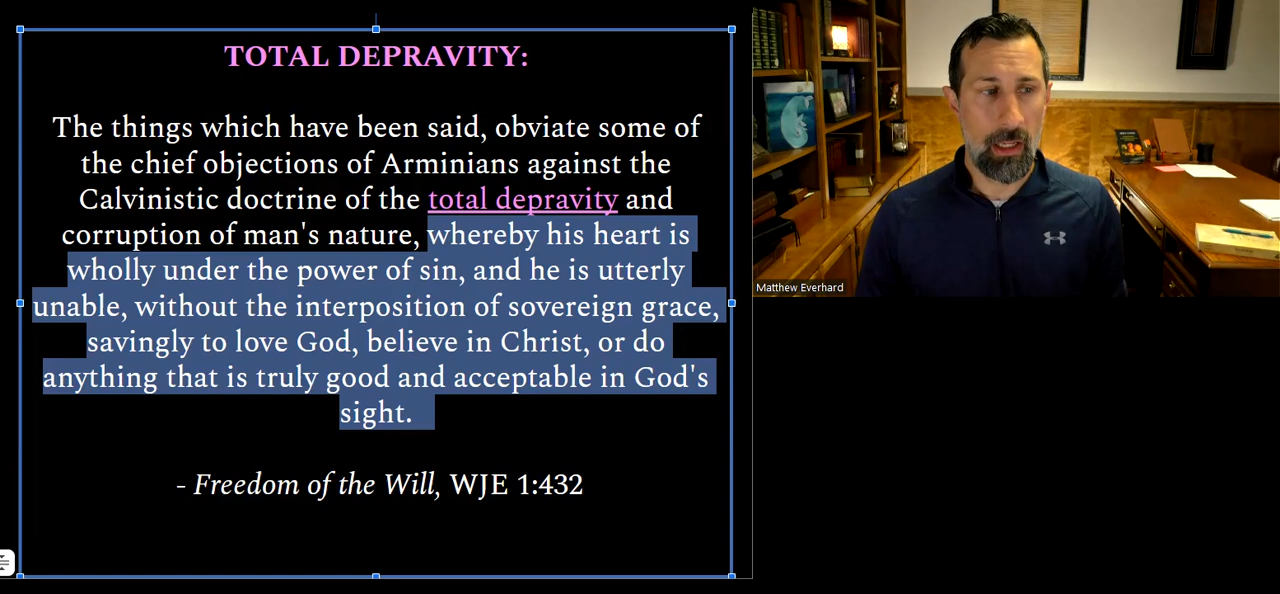 TOTAL DEPRAVITY:
The things which have been said, obviate some of
the chief objections of Arminians against the
Calvinistic doctrine of the total depravity and
corruption of man's nature, whereby his heart is
wholly under the power of sin, and he is utterly
unable, without the interposition of sovereign grace,
savingly to love God, believe in Christ, or do
anything that is truly good and acceptable in God's
sight.
- Freedom of the Will, WJE 1:432
Matthew Everhard